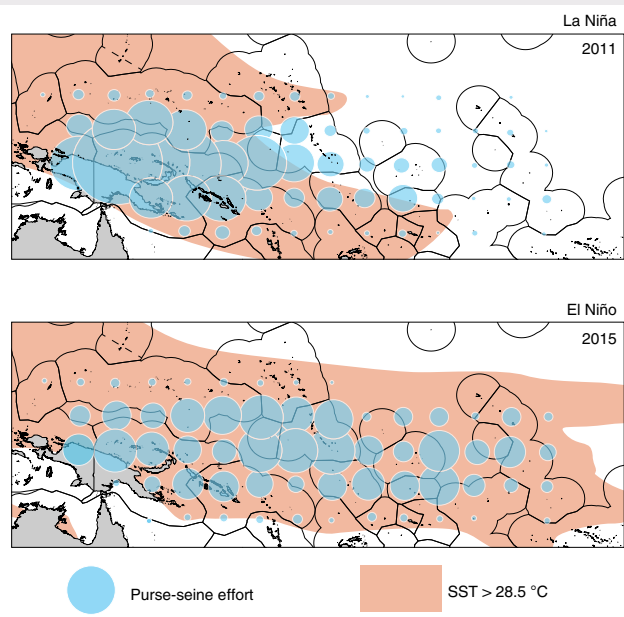 La Niña
2011
El Niño
2015
Purse-seine effort
SST > 28.5 °C